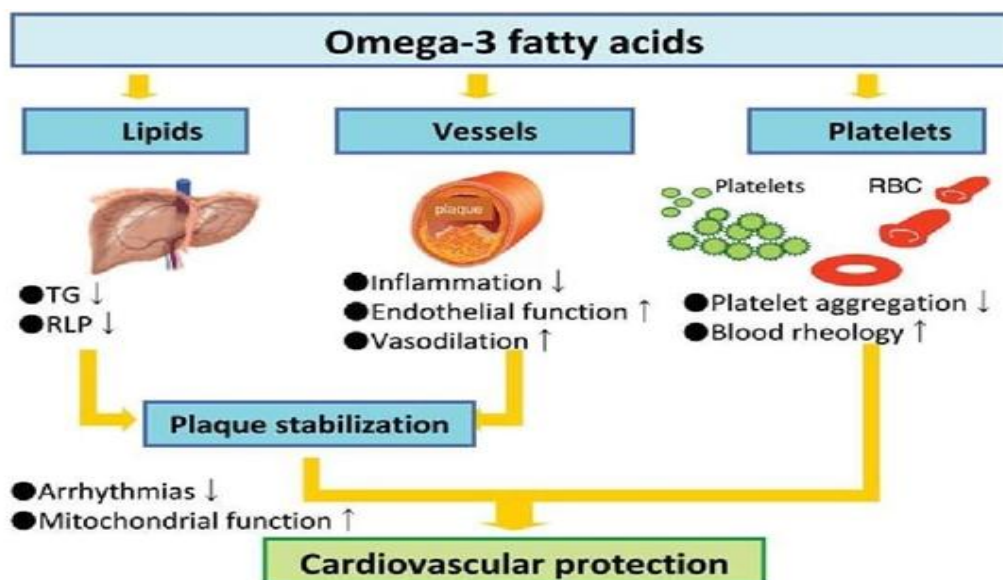 Omega-3 fatty acids
Lipids
Vessels
Platelets
plaque
Platelets
RBC
●TG ↓
●RLP ↓
●Inflammation ↓
●Endothelial function ↑
●Vasodilation ↑
●Platelet aggregation ↓
●Blood rheology ↑
Plaque stabilization
●Arrhythmias ↓
●Mitochondrial function ↑
Cardiovascular protection